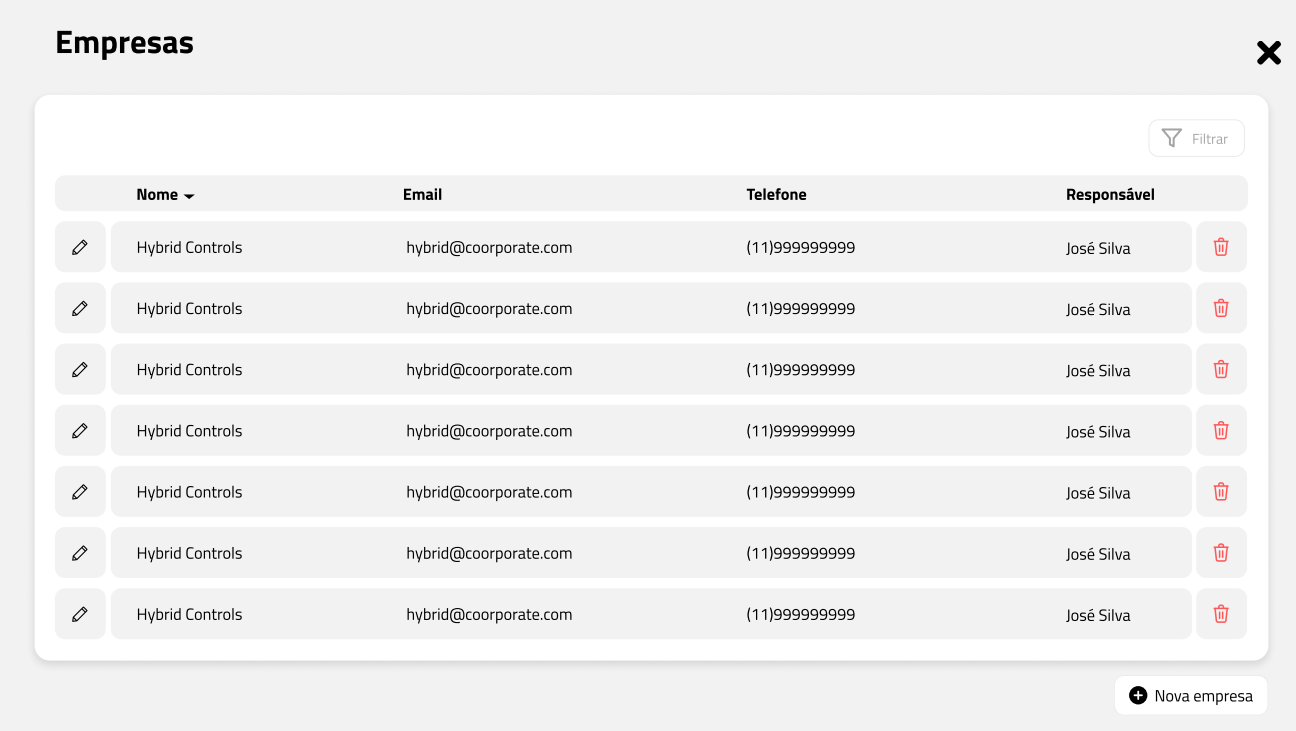 Empresas
Filtrar
Nome Email Telefone Responsável
Hybrid Controls hybrid@coorporate.com (11)999999999 José Silva
Hybrid Controls hybrid@coorporate.com (11)999999999 José Silva
Hybrid Controls hybrid@coorporate.com (11)999999999 José Silva
Hybrid Controls hybrid@coorporate.com (11)999999999 José Silva
Hybrid Controls hybrid@coorporate.com (11)999999999 José Silva
Hybrid Controls hybrid@coorporate.com (11)999999999 José Silva
Hybrid Controls hybrid@coorporate.com (11)999999999 José Silva
Nova empresa